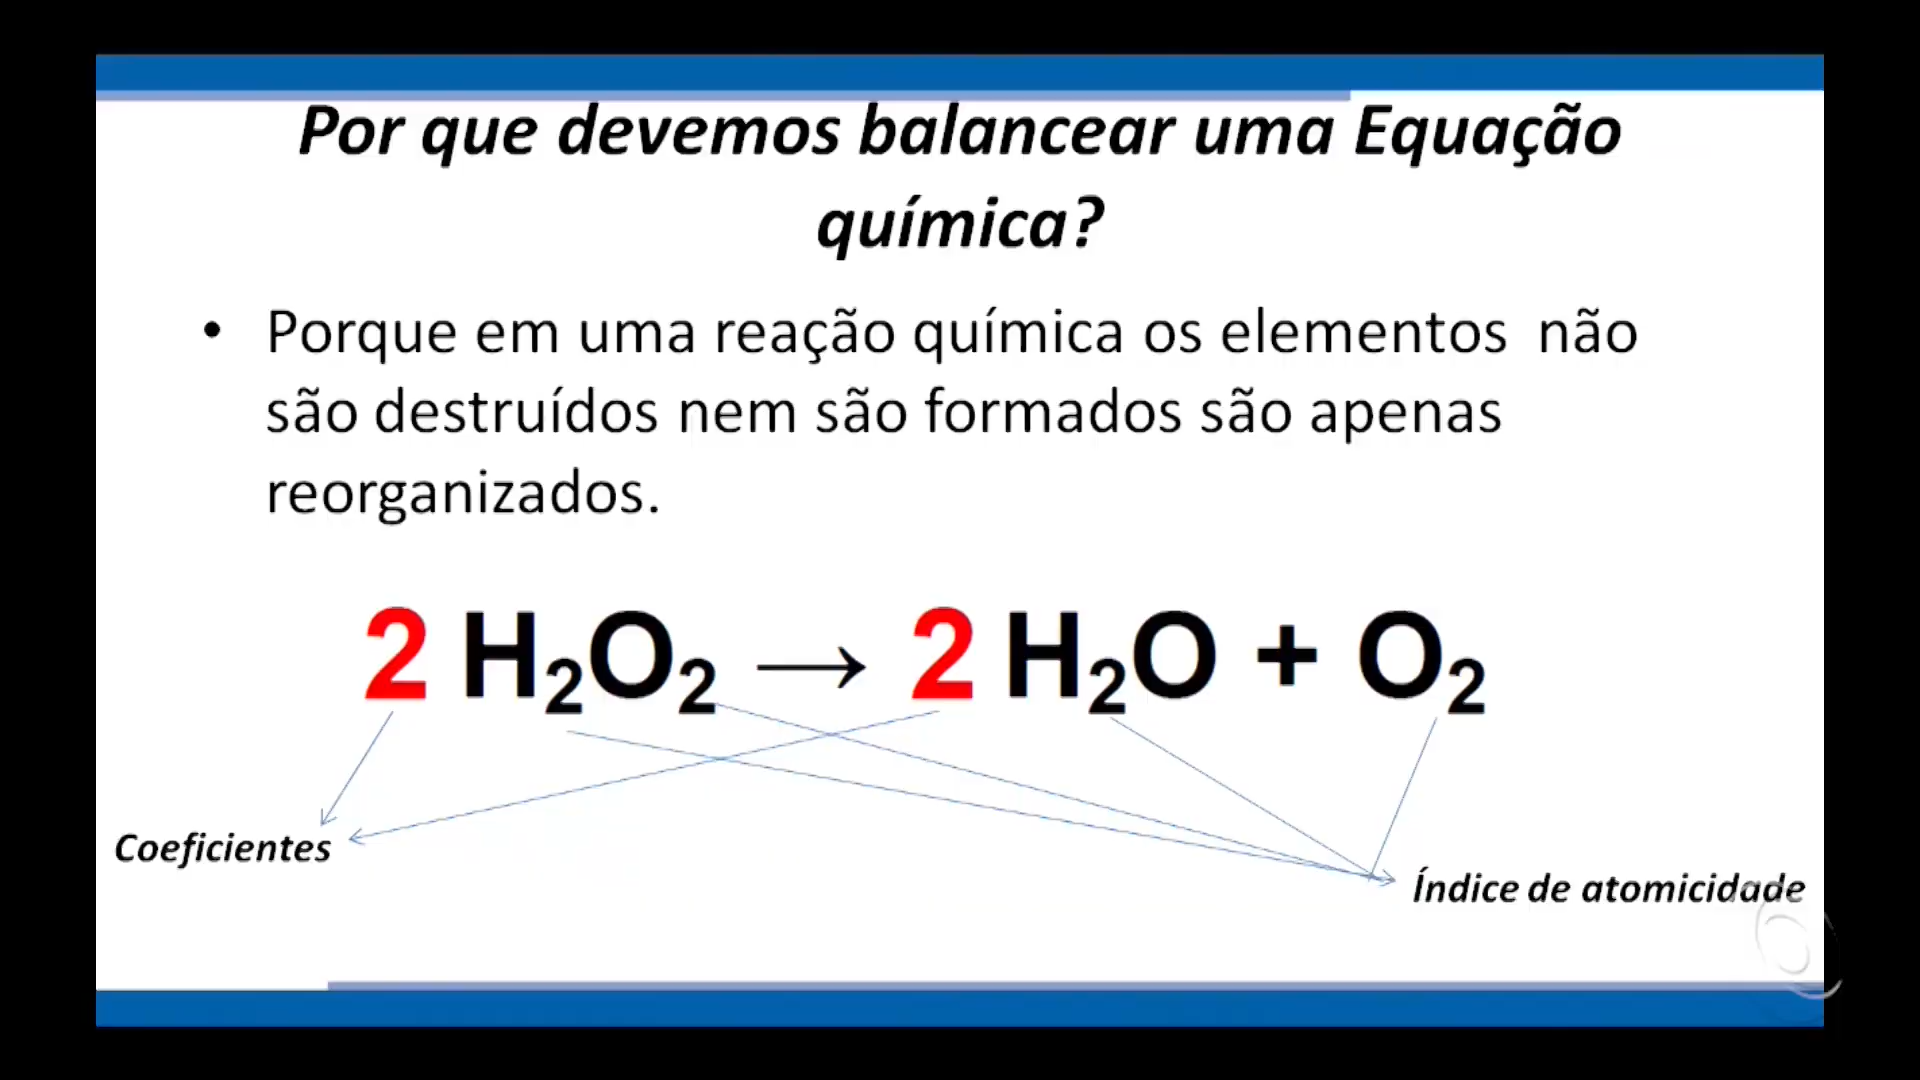 Por que devemos balancear uma Equação
química?
• Porque em uma reação química os elementos não
são destruídos nem são formados são apenas
reorganizados.
2 H₂O₂ → 2 H₂O + O₂
Coeficientes
Índice de atomicidade